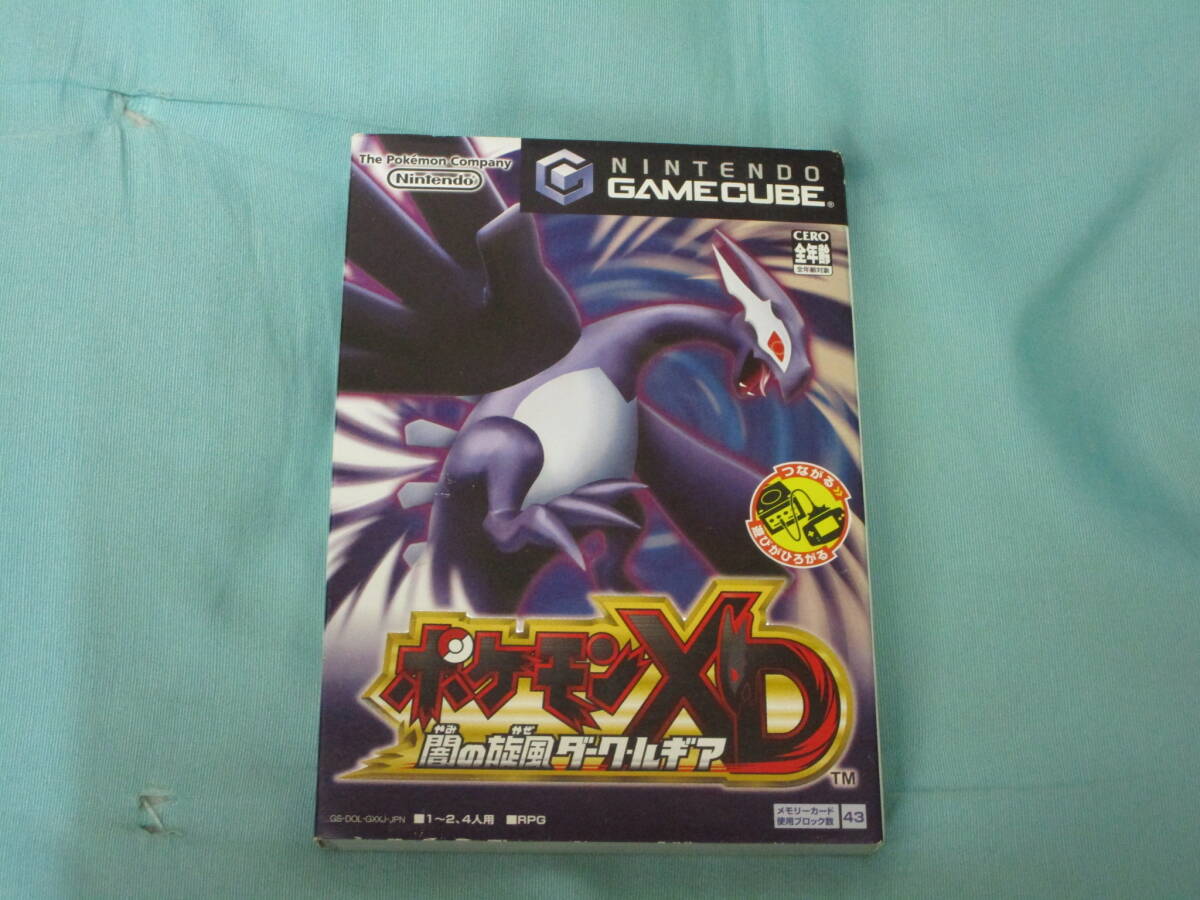 The Pokémon Company
Nintendo
NINTENDO
GAMECUBE
CERO
全年齢
全年齢対象
つながる»
遊びがひろがる
ポケモンXD
やみ かぜ
闇の旋風ダーク・ルギア
TM
GS-DOL-GXXJ-JPN ■1〜2、4人用 ■RPG
メモリーカード
使用ブロック数 43